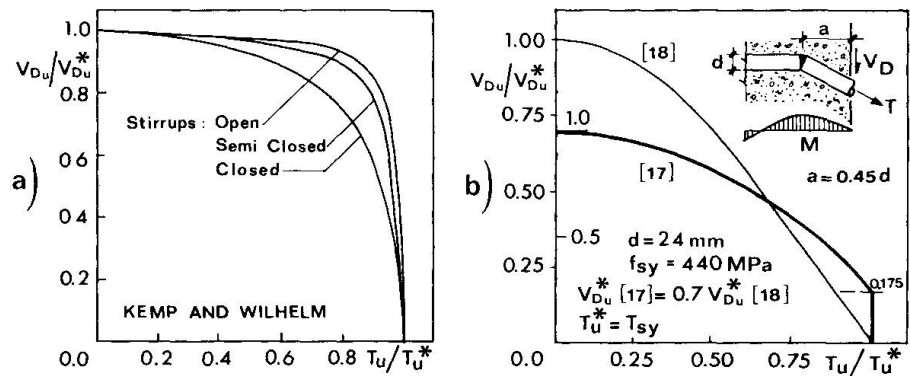 a)
V_Du/V*_Du
1.0
0.8
0.6
0.4
0.2
0.0
Stirrups : Open
Semi Closed
Closed
KEMP AND WILHELM
0.2 0.4 0.6 0.8 T_u/T_u*
b)
V_Du/V*_Du
1.00
0.75
0.50
0.25
0.0
1.0
0.5
[18]
[17]
a
d
V_D
T
M
a = 0.45 d
d = 24 mm
f_sy = 440 MPa
V*_Du [17] = 0.7 V*_Du [18]
T_u* = T_sy
0.175
0.25 0.50 0.75 T_u/T_u*